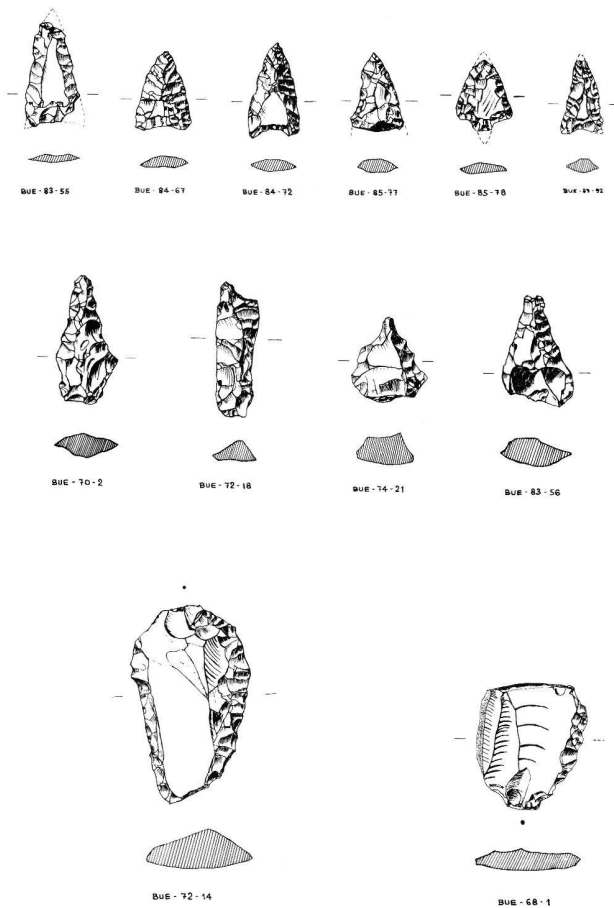 BUE - 83 - 55
BUE - 84 - 67
BUE - 84 - 72
BUE - 85 - 77
BUE - 85 - 78
BUE - 70 - 2
BUE - 72 - 18
BUE - 74 - 21
BUE - 83 - 56
BUE - 72 - 14
BUE - 68 - 1